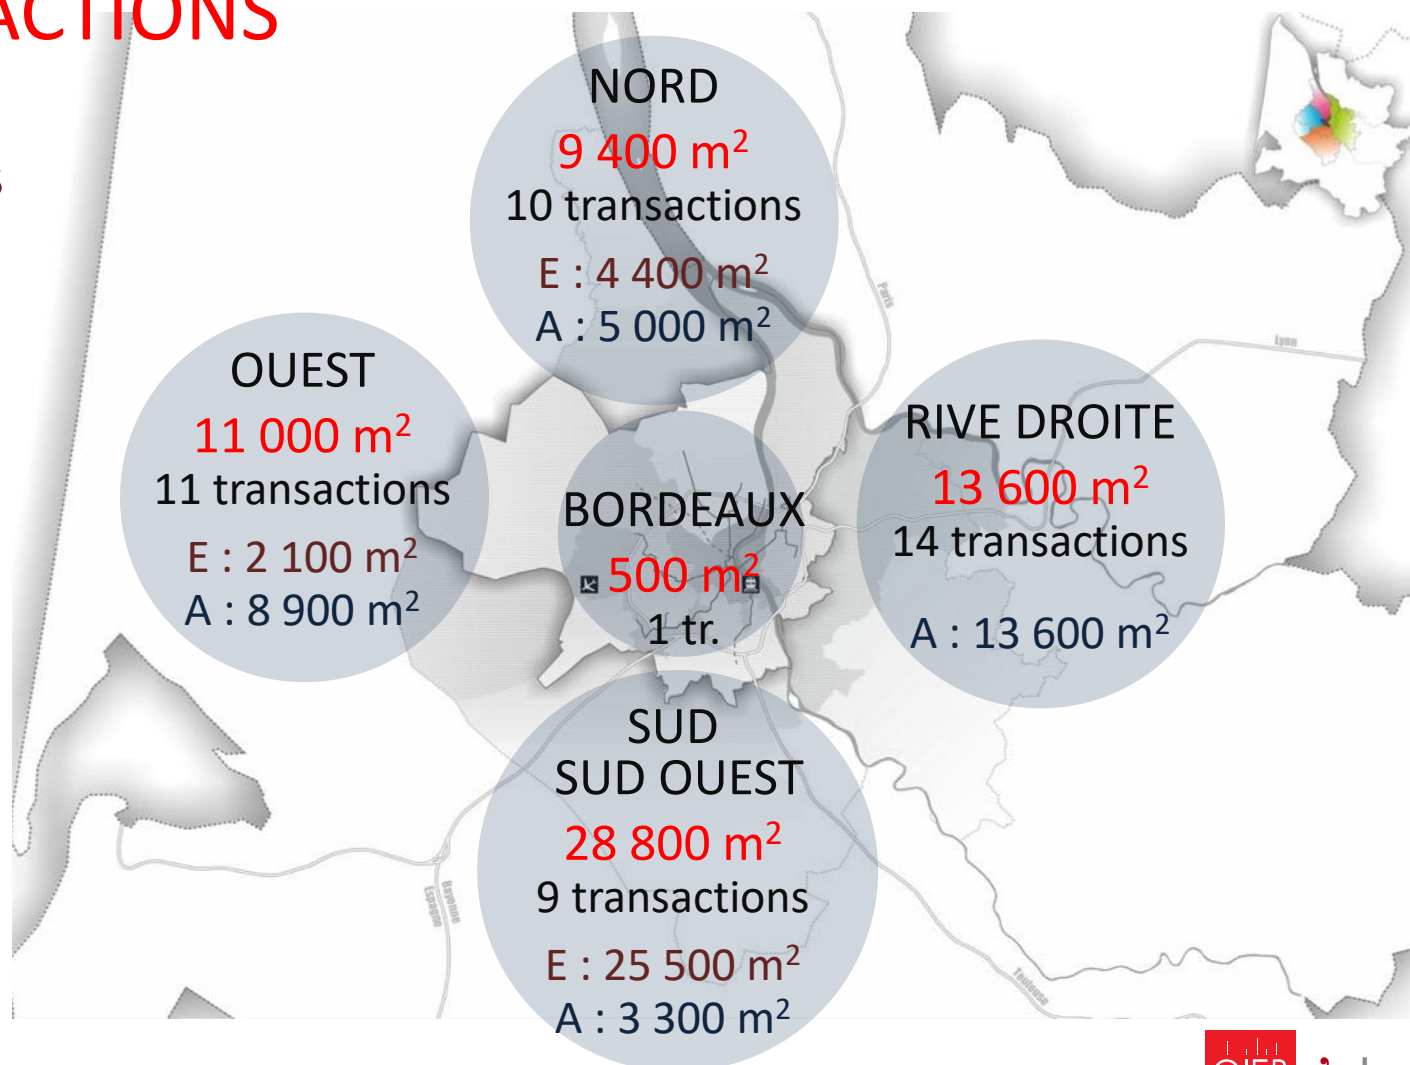 ACTIONS
NORD
9 400 m²
10 transactions
E : 4 400 m²
A : 5 000 m²
OUEST
11 000 m²
11 transactions
E : 2 100 m²
A : 8 900 m²
BORDEAUX
500 m²
1 tr.
RIVE DROITE
13 600 m²
14 transactions
A : 13 600 m²
SUD
SUD OUEST
28 800 m²
9 transactions
E : 25 500 m²
A : 3 300 m²
Paris
Lyon
Bayonne
Espagne
Toulouse